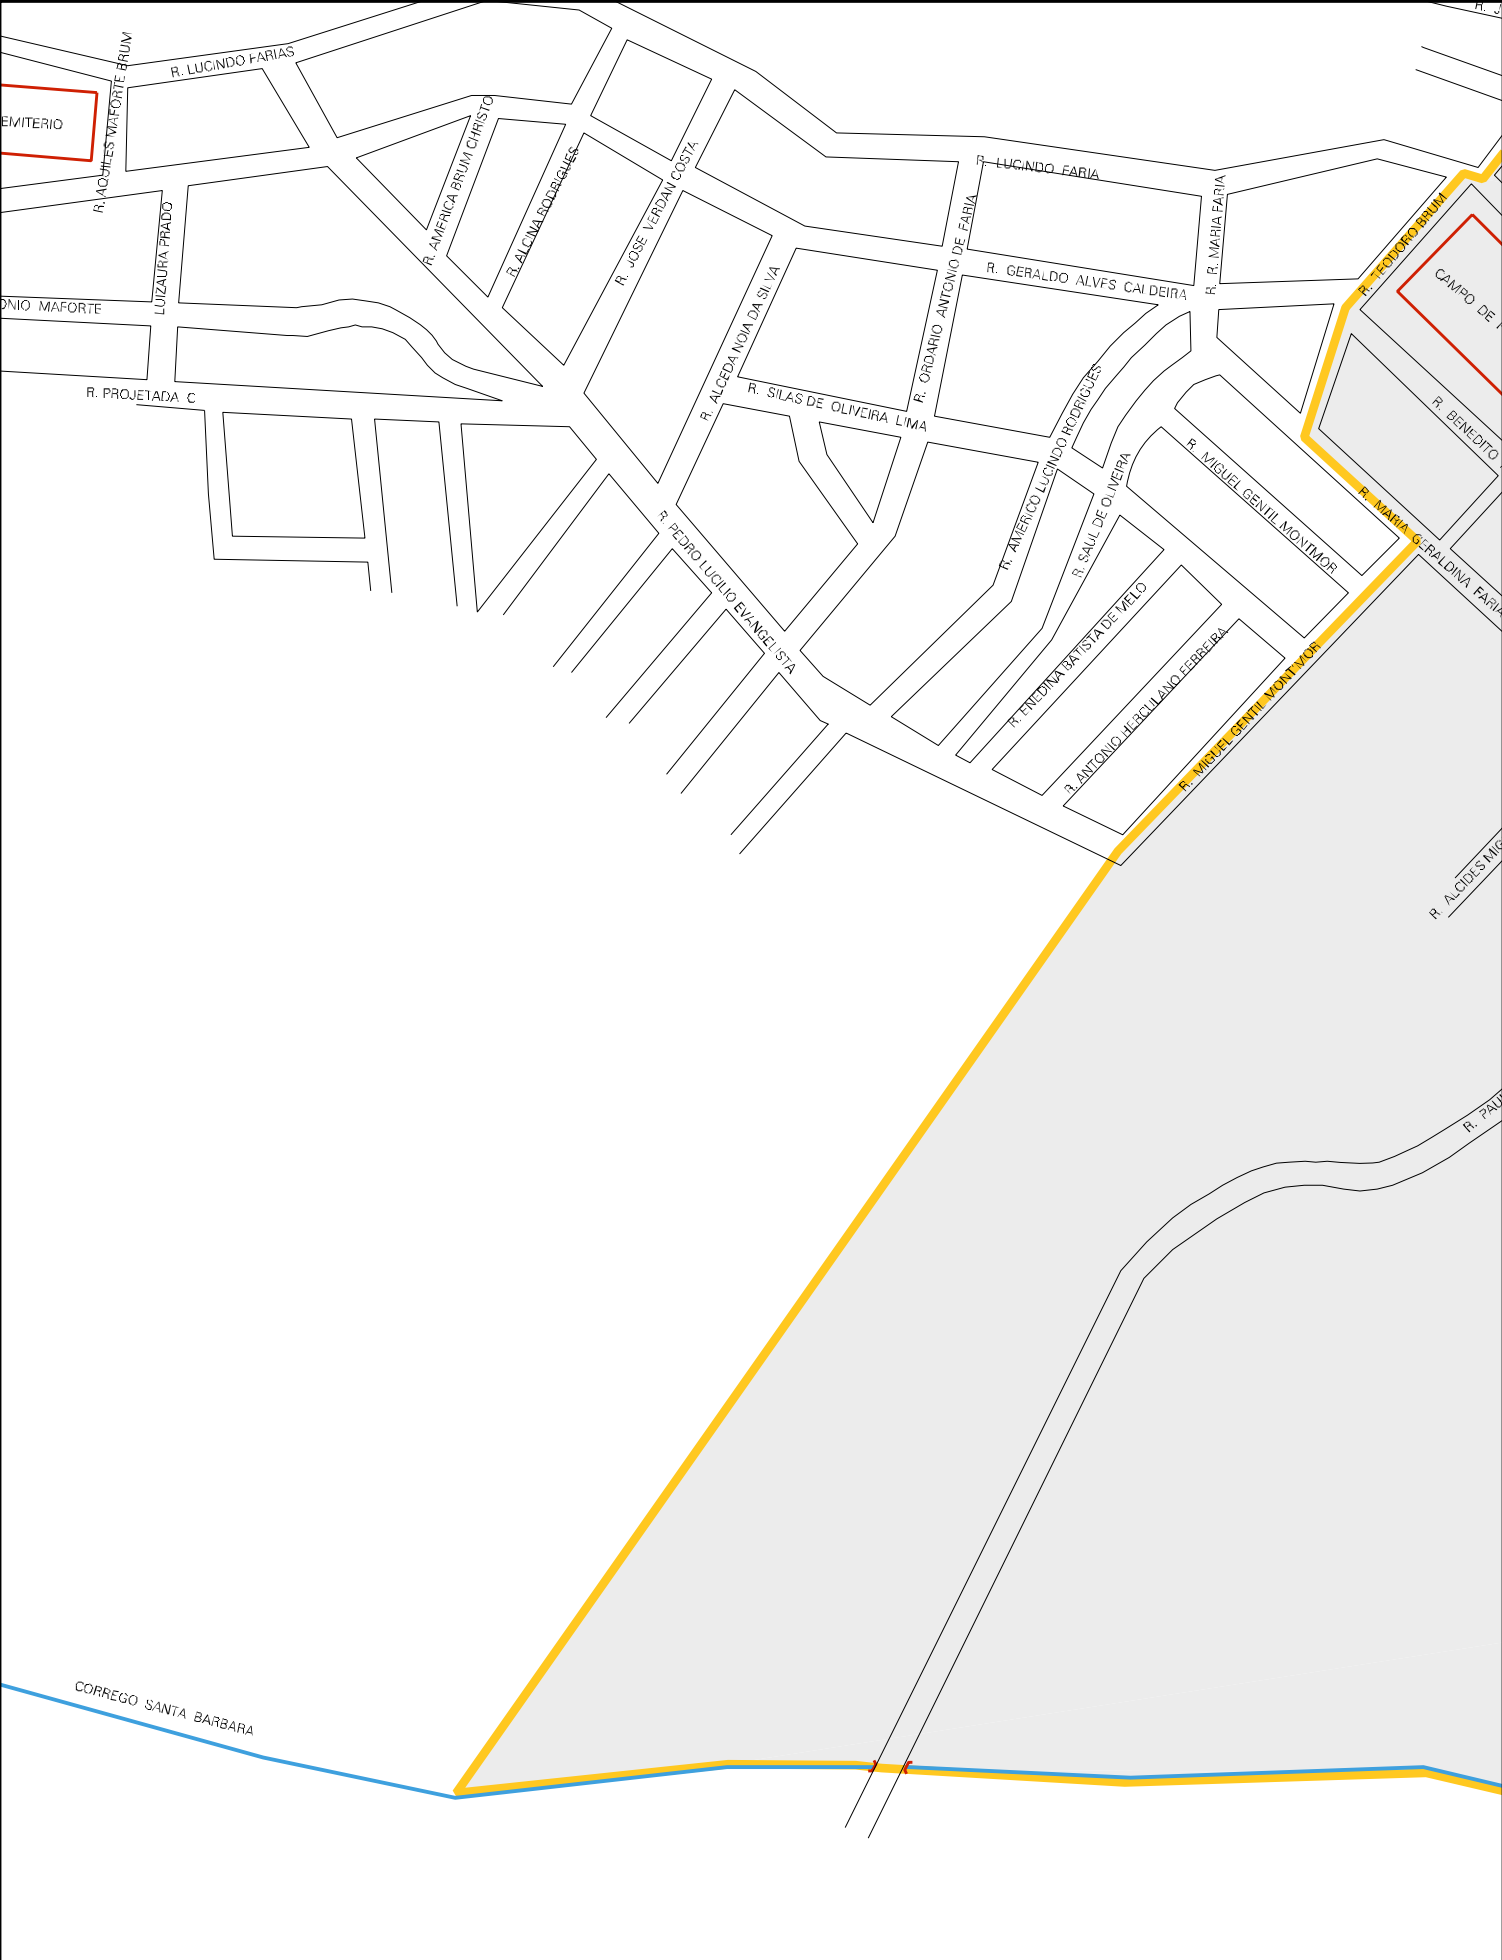 R. LUCINDO FARIAS
R. AQUILES MAFORTE BRUM
EMITERIO
R. AMERICA BRUM CHRISTO
R. ALCINA RODRIGUES
R. JOSE VERDAN COSTA
R. LUCINDO FARIA
R. MARIA FARIA
R.
R. TEODORO BRUM
CAMPO DE
LUIZAURA PRADO
ONIO MAFORTE
R. ALCEDA NOIA DA SILVA
R. ORDARIO ANTONIO DE FARIA
R. GERALDO ALVES CALDEIRA
R. PROJETADA C
R. SILAS DE OLIVEIRA LIMA
R. AMERICO LUCINDO RODRIGUES
R. SAUL DE OLIVEIRA
R. MIGUEL GENTIL MONTMOR
R. BENEDITO
R. MARIA GERALDINA FARIA
R. PEDRO LUCILIO EVANGELISTA
R. ENEDINA BATISTA DE MELO
R. ANTONIO HERCULANO FERREIRA
R. MIGUEL GENTIL MONTMOR
R. ALCIDES MIG
R. PAU
CORREGO SANTA BARBARA